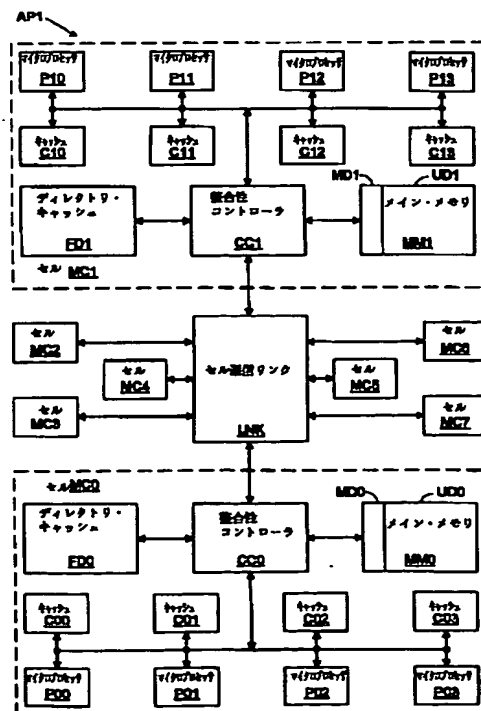 AP1
マイクロプロセッサ マイクロプロセッサ マイクロプロセッサ マイクロプロセッサ
P10 P11 P12 P13
キャッシュ キャッシュ キャッシュ キャッシュ
C10 C11 C12 C13
MD1 UD1
ディレクトリ・
キャッシュ
FD1
整合性
コントローラ
CC1
メイン・メモリ
MM1
セル MC1
セル
MC2
セル
MC6
セル
MC4
セル通信リンク
LNK
セル
MC5
セル
MC3
セル
MC7
セルMC0
MD0 UD0
ディレクトリ・
キャッシュ
FD0
整合性
コントローラ
CC0
メイン・メモリ
MM0
キャッシュ キャッシュ キャッシュ キャッシュ
C00 C01 C02 C03
マイクロプロセッサ マイクロプロセッサ マイクロプロセッサ マイクロプロセッサ
P00 P01 P02 P03